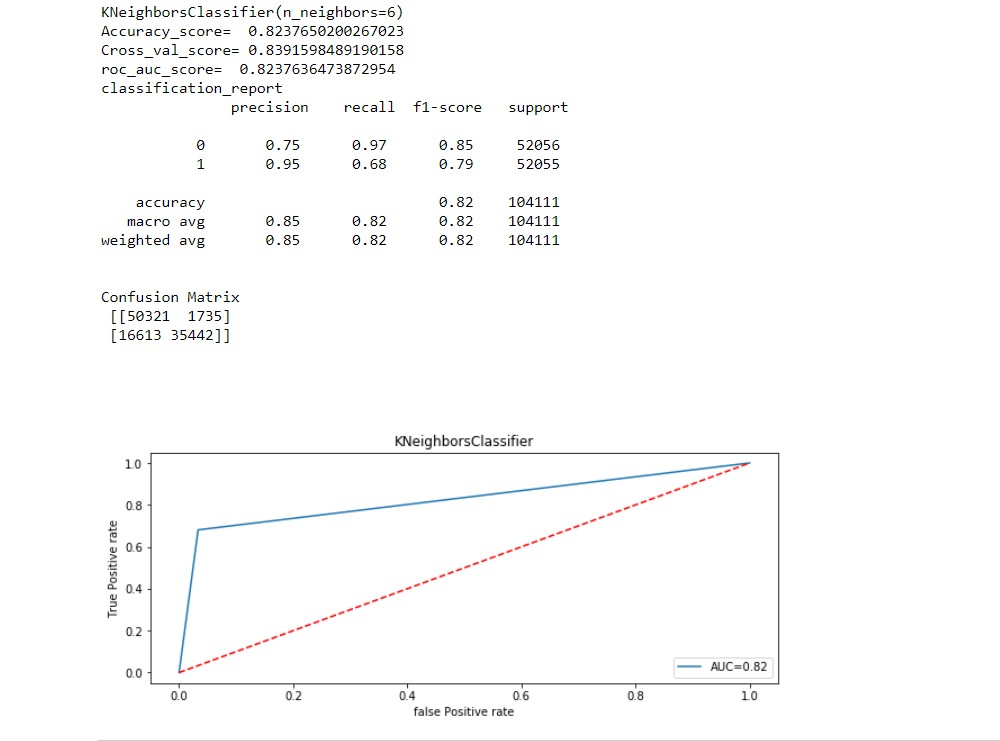 KNeighborsClassifier(n_neighbors=6)
Accuracy_score=  0.8237650200267023
Cross_val_score= 0.8391598489190158
roc_auc_score=  0.8237636473872954
classification_report
precision    recall  f1-score   support
0       0.75      0.97      0.85     52056
1       0.95      0.68      0.79     52055
accuracy                           0.82    104111
macro avg       0.85      0.82      0.82    104111
weighted avg       0.85      0.82      0.82    104111
Confusion Matrix
[[50321  1735]
[16613 35442]]
KNeighborsClassifier
1.0
0.8
0.6
0.4
0.2
0.0
True Positive rate
AUC=0.82
0.0 0.2 0.4 0.6 0.8 1.0
false Positive rate